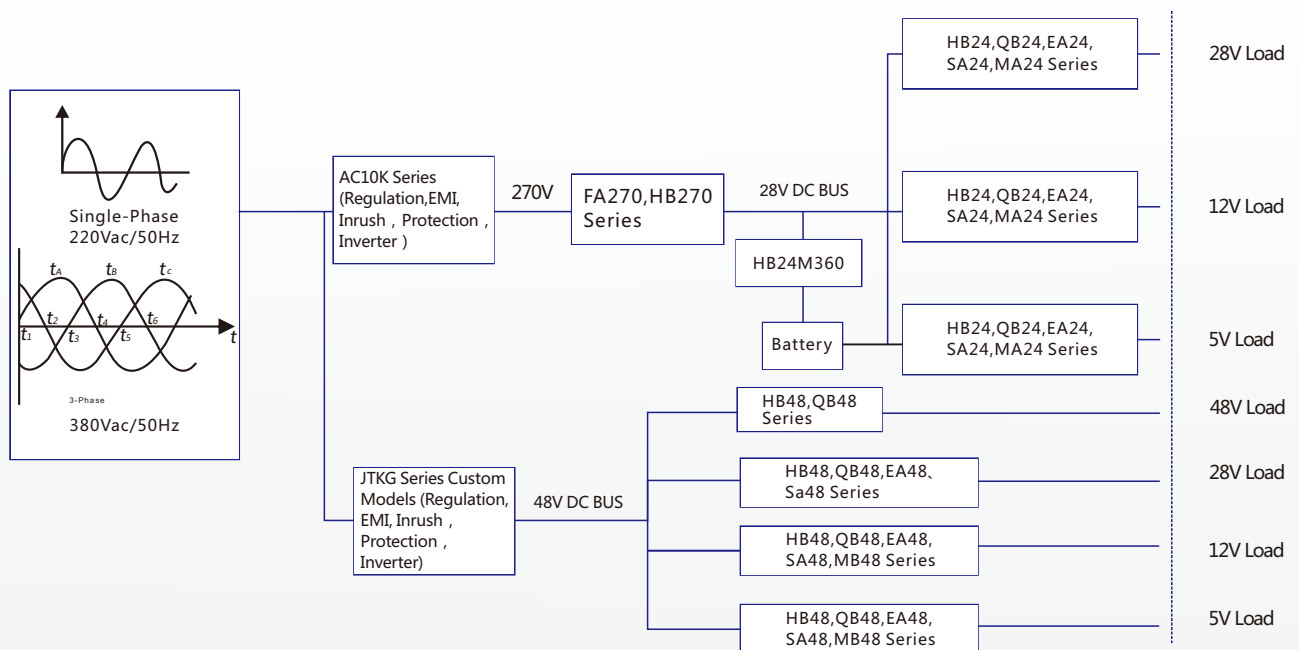 Single-Phase
220Vac/50Hz
tA
tB
tc
t1
t2
t3
t4
t5
t6
t
3-Phase
380Vac/50Hz
AC10K Series
(Regulation,EMI,
Inrush , Protection ,
Inverter )
270V
FA270,HB270
Series
28V DC BUS
HB24M360
Battery
HB24,QB24,EA24,
SA24,MA24 Series
28V Load
HB24,QB24,EA24,
SA24,MA24 Series
12V Load
HB24,QB24,EA24,
SA24,MA24 Series
5V Load
JTKG Series Custom
Models (Regulation,
EMI, Inrush ,
Protection ,
Inverter)
48V DC BUS
HB48,QB48
Series
48V Load
HB48,QB48,EA48、
Sa48 Series
28V Load
HB48,QB48,EA48,
SA48,MB48 Series
12V Load
HB48,QB48,EA48,
SA48,MB48 Series
5V Load